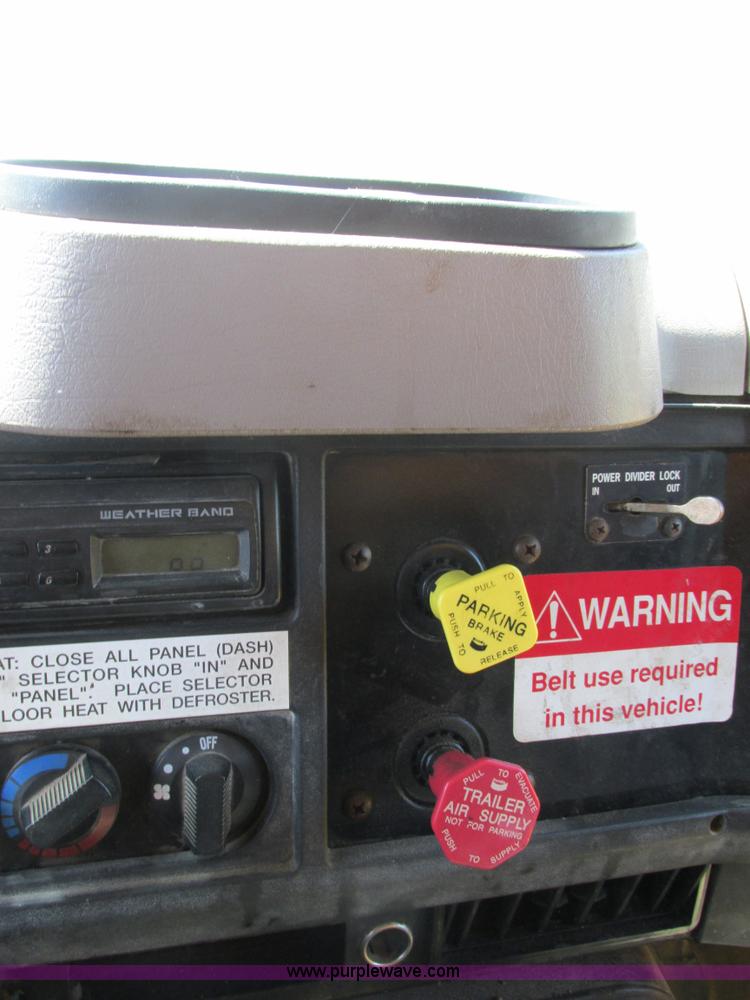 POWER DIVIDER LOCK
IN OUT
WEATHER BAND
3
6
PULL TO APPLY
PARKING
BRAKE
PUSH TO RELEASE
WARNING
Belt use required
in this vehicle!
AT: CLOSE ALL PANEL (DASH)
" SELECTOR KNOB "IN" AND
"PANEL". PLACE SELECTOR
LOOR HEAT WITH DEFROSTER.
OFF
PULL TO EVACUATE
TRAILER
AIR SUPPLY
NOT FOR PARKING
PUSH TO SUPPLY
www.purplewave.com